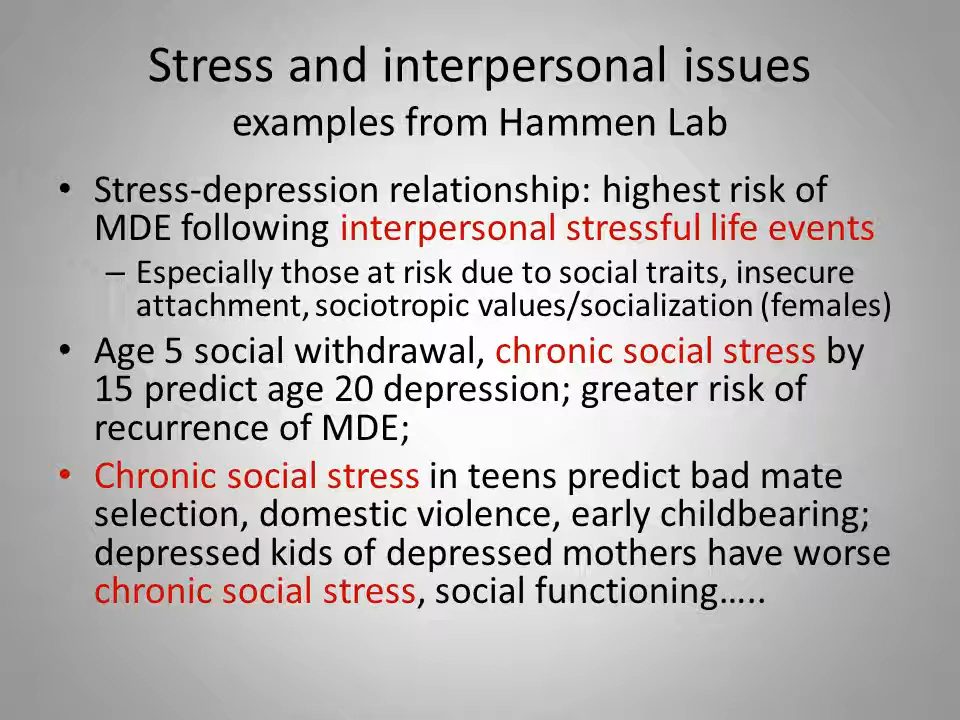 Stress and interpersonal issues
examples from Hammen Lab
• Stress-depression relationship: highest risk of
MDE following interpersonal stressful life events
– Especially those at risk due to social traits, insecure
attachment, sociotropic values/socialization (females)
• Age 5 social withdrawal, chronic social stress by
15 predict age 20 depression; greater risk of
recurrence of MDE;
• Chronic social stress in teens predict bad mate
selection, domestic violence, early childbearing;
depressed kids of depressed mothers have worse
chronic social stress, social functioning…..